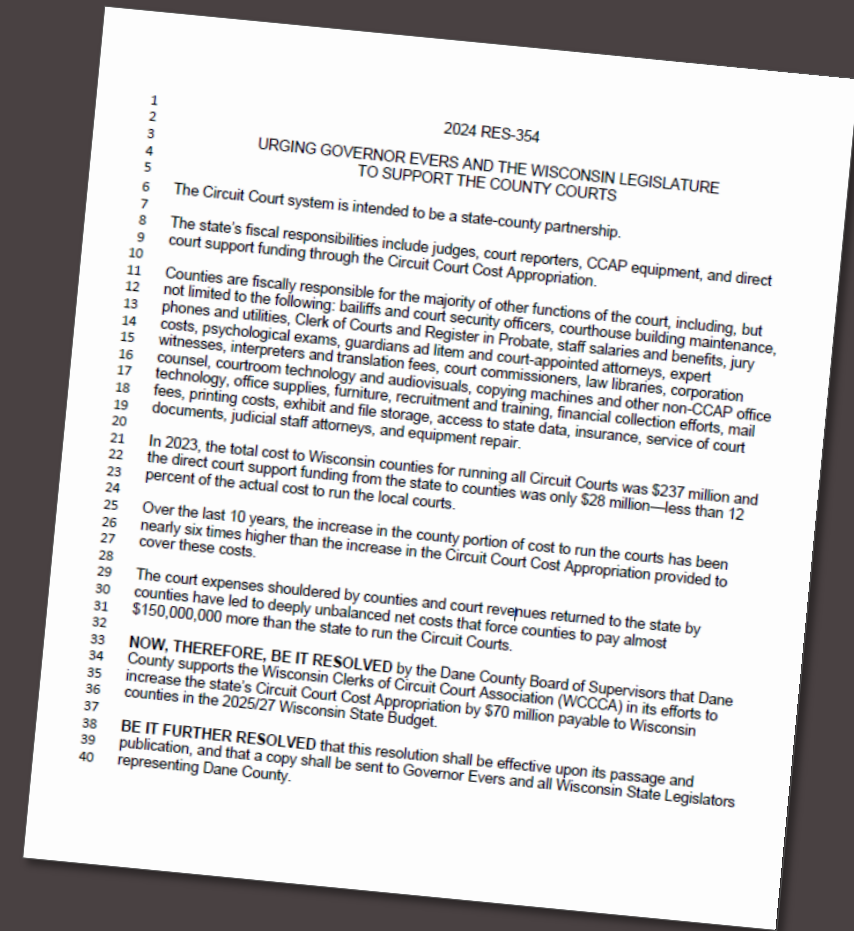 1 2024 RES-354
2
3 URGING GOVERNOR EVERS AND THE WISCONSIN LEGISLATURE
4 TO SUPPORT THE COUNTY COURTS
5
6 The Circuit Court system is intended to be a state-county partnership.
7
8 The state's fiscal responsibilities include judges, court reporters, CCAP equipment, and direct
9 court support funding through the Circuit Court Cost Appropriation.
10
11 Counties are fiscally responsible for the majority of other functions of the court, including, but
12 not limited to the following: bailiffs and court security officers, courthouse building maintenance,
13 phones and utilities, Clerk of Courts and Register in Probate, staff salaries and benefits, jury
14 costs, psychological exams, guardians ad litem and court-appointed attorneys, expert
15 witnesses, interpreters and translation fees, court commissioners, law libraries, corporation
16 counsel, courtroom technology and audiovisuals, copying machines and other non-CCAP office
17 technology, office supplies, furniture, recruitment and training, financial collection efforts, mail
18 fees, printing costs, exhibit and file storage, access to state data, insurance, service of court
19 documents, judicial staff attorneys, and equipment repair.
20
21 In 2023, the total cost to Wisconsin counties for running all Circuit Courts was $237 million and
22 the direct court support funding from the state to counties was only $28 million—less than 12
23 percent of the actual cost to run the local courts.
24
25 Over the last 10 years, the increase in the county portion of cost to run the courts has been
26 nearly six times higher than the increase in the Circuit Court Cost Appropriation provided to
27 cover these costs.
28
29 The court expenses shouldered by counties and court revenues returned to the state by
30 counties have led to deeply unbalanced net costs that force counties to pay almost
31 $150,000,000 more than the state to run the Circuit Courts.
32
33 NOW, THEREFORE, BE IT RESOLVED by the Dane County Board of Supervisors that Dane
34 County supports the Wisconsin Clerks of Circuit Court Association (WCCCA) in its efforts to
35 increase the state's Circuit Court Cost Appropriation by $70 million payable to Wisconsin
36 counties in the 2025/27 Wisconsin State Budget.
37
38 BE IT FURTHER RESOLVED that this resolution shall be effective upon its passage and
39 publication, and that a copy shall be sent to Governor Evers and all Wisconsin State Legislators
40 representing Dane County.